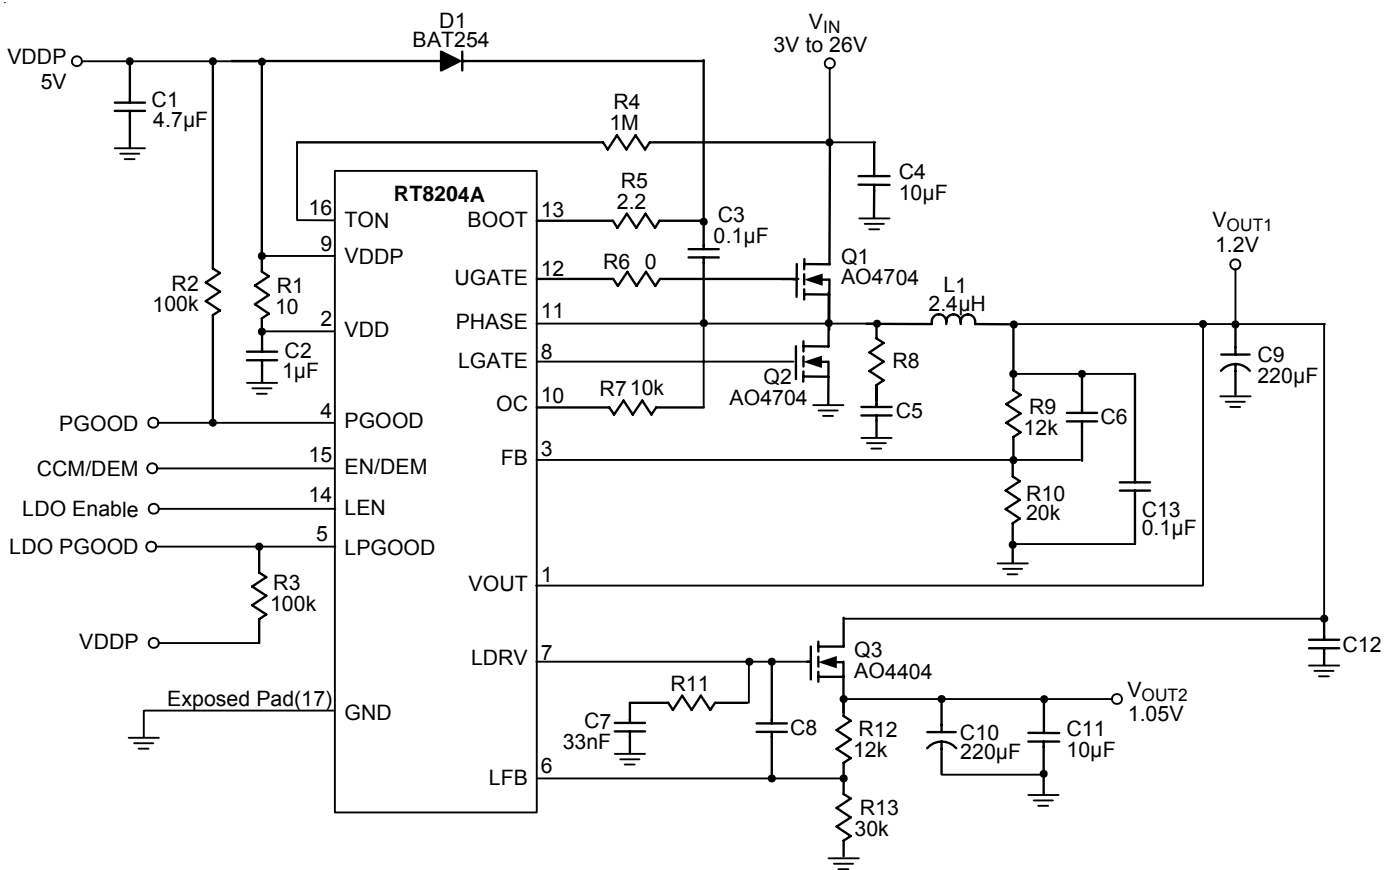 D1
BAT254
VIN
3V to 26V
VDDP
5V
C1
4.7µF
R4
1M
C4
10µF
RT8204A
R5
2.2
C3
0.1µF
16
TON
BOOT
13
9
VDDP
R2
100k
R1
10
UGATE
12
R6 0
Q1
AO4704
VOUT1
1.2V
L1
2.4µH
2
VDD
PHASE
11
C2
1µF
LGATE
8
Q2
AO4704
R8
C9
220µF
OC
10
R7 10k
C5
R9
12k
C6
PGOOD
4
PGOOD
CCM/DEM
15
EN/DEM
FB
3
LDO Enable
14
LEN
R10
20k
C13
0.1µF
LDO PGOOD
5
LPGOOD
R3
100k
VOUT
1
VDDP
LDRV
7
Q3
AO4404
C12
Exposed Pad(17)
GND
R11
C7
33nF
C8
R12
12k
C10
220µF
C11
10µF
VOUT2
1.05V
LFB
6
R13
30k